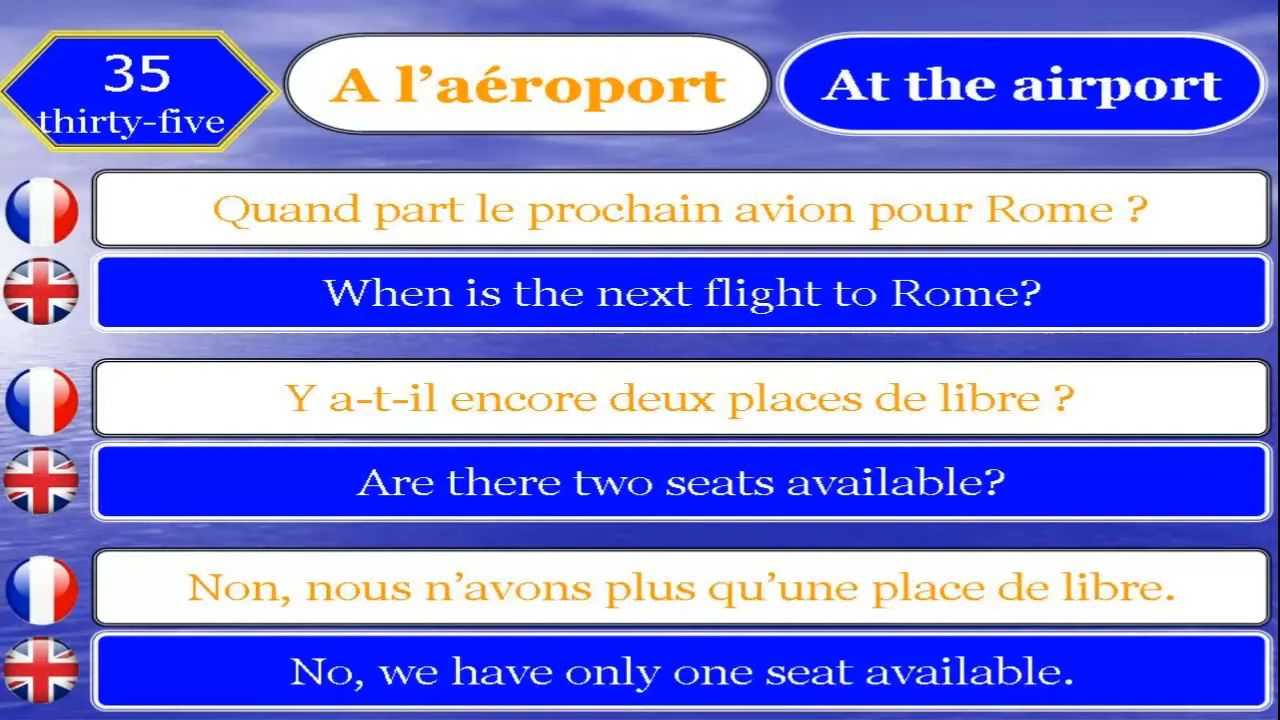 35
thirty-five
A l’aéroport
At the airport
Quand part le prochain avion pour Rome ?
When is the next flight to Rome?
Y a-t-il encore deux places de libre ?
Are there two seats available?
Non, nous n’avons plus qu’une place de libre.
No, we have only one seat available.